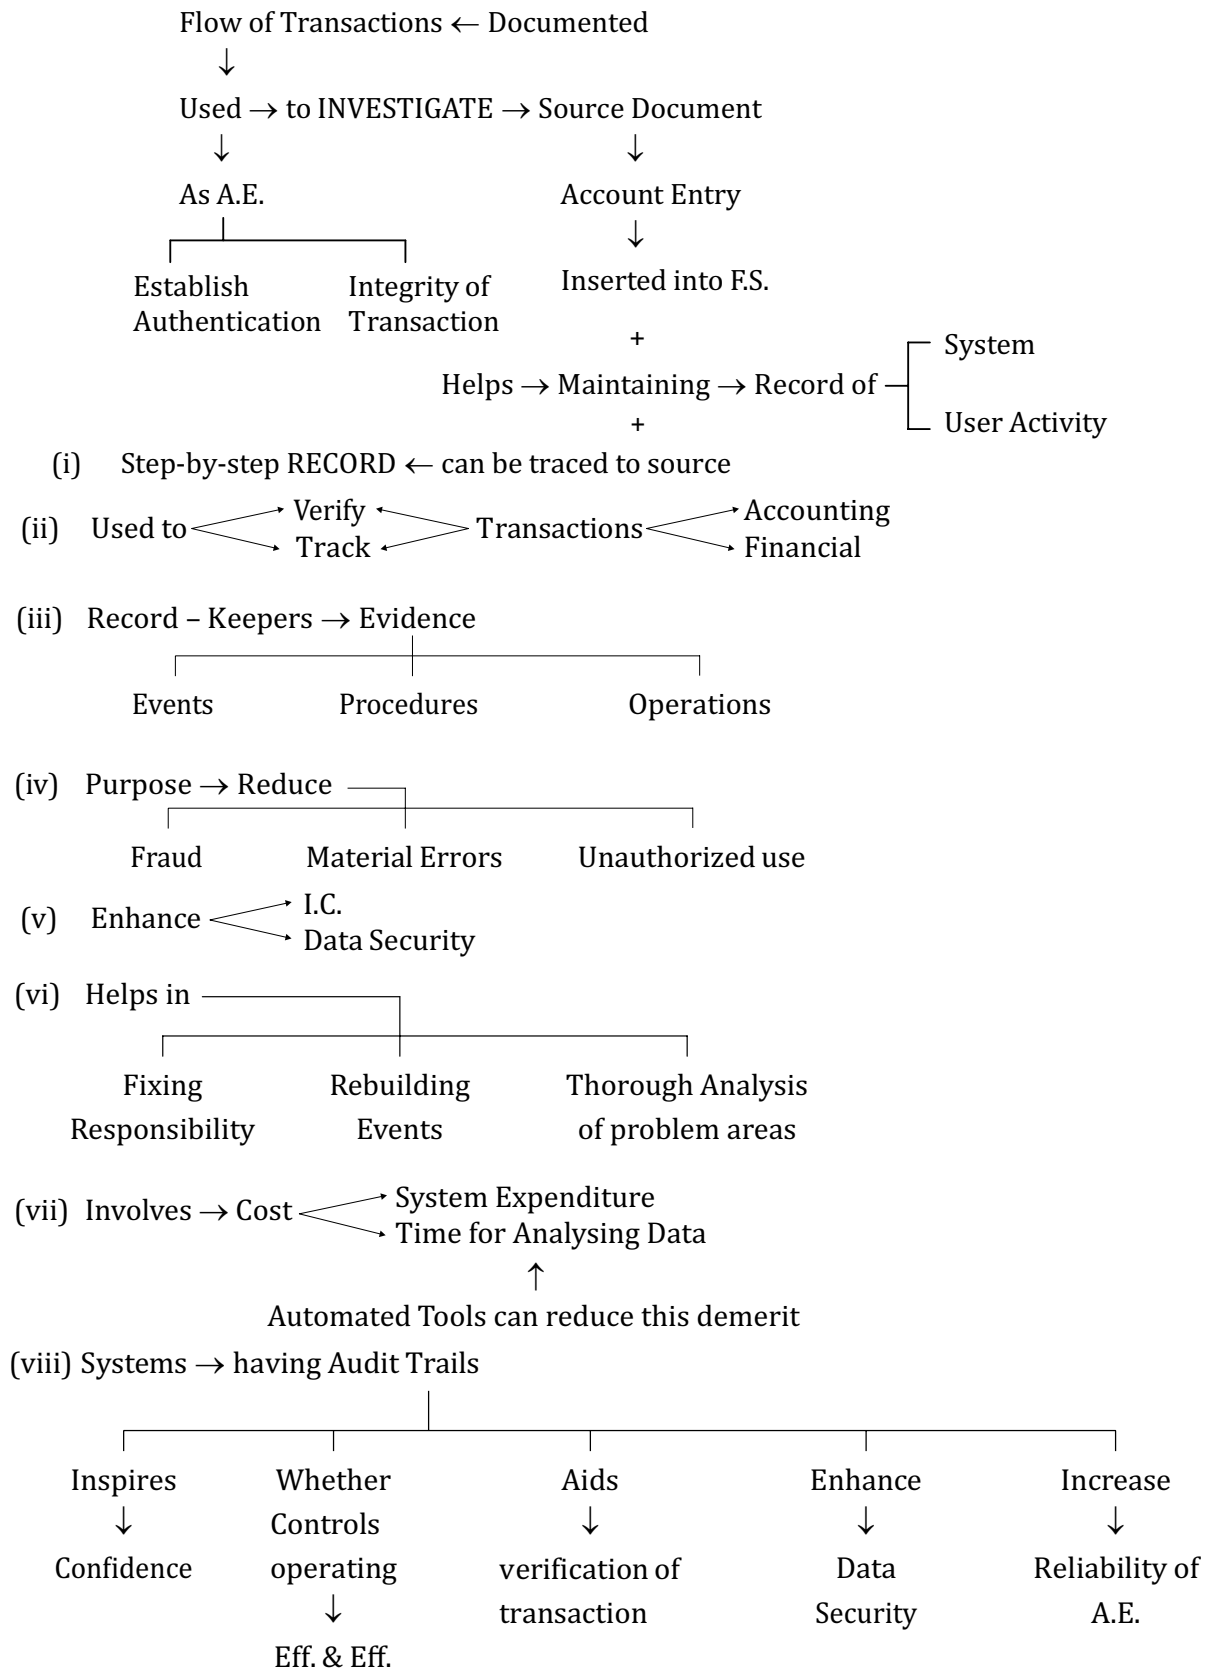 Flow of Transactions ← Documented
↓
Used → to INVESTIGATE → Source Document
↓ ↓
As A.E. Account Entry
↓
Establish Integrity of Inserted into F.S.
Authentication Transaction
+
System
Helps → Maintaining → Record of
User Activity
+
(i) Step-by-step RECORD ← can be traced to source
Verify Accounting
(ii) Used to Transactions
Track Financial
(iii) Record – Keepers → Evidence
Events Procedures Operations
(iv) Purpose → Reduce
Fraud Material Errors Unauthorized use
I.C.
(v) Enhance
Data Security
(vi) Helps in
Fixing Rebuilding Thorough Analysis
Responsibility Events of problem areas
System Expenditure
(vii) Involves → Cost
Time for Analysing Data
↑
Automated Tools can reduce this demerit
(viii) Systems → having Audit Trails
Inspires Whether Aids Enhance Increase
↓ Controls ↓ ↓ ↓
Confidence operating verification of Data Reliability of
↓ transaction Security A.E.
Eff. & Eff.